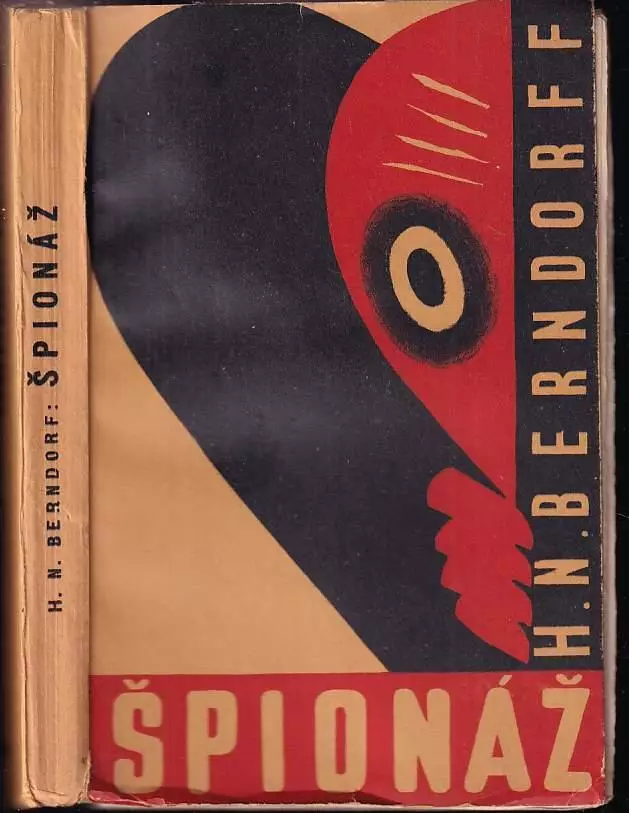 H. N. BERNDORF: ŠPIONÁŽ
H.N.BERNDORFF
ŠPIONÁŽ